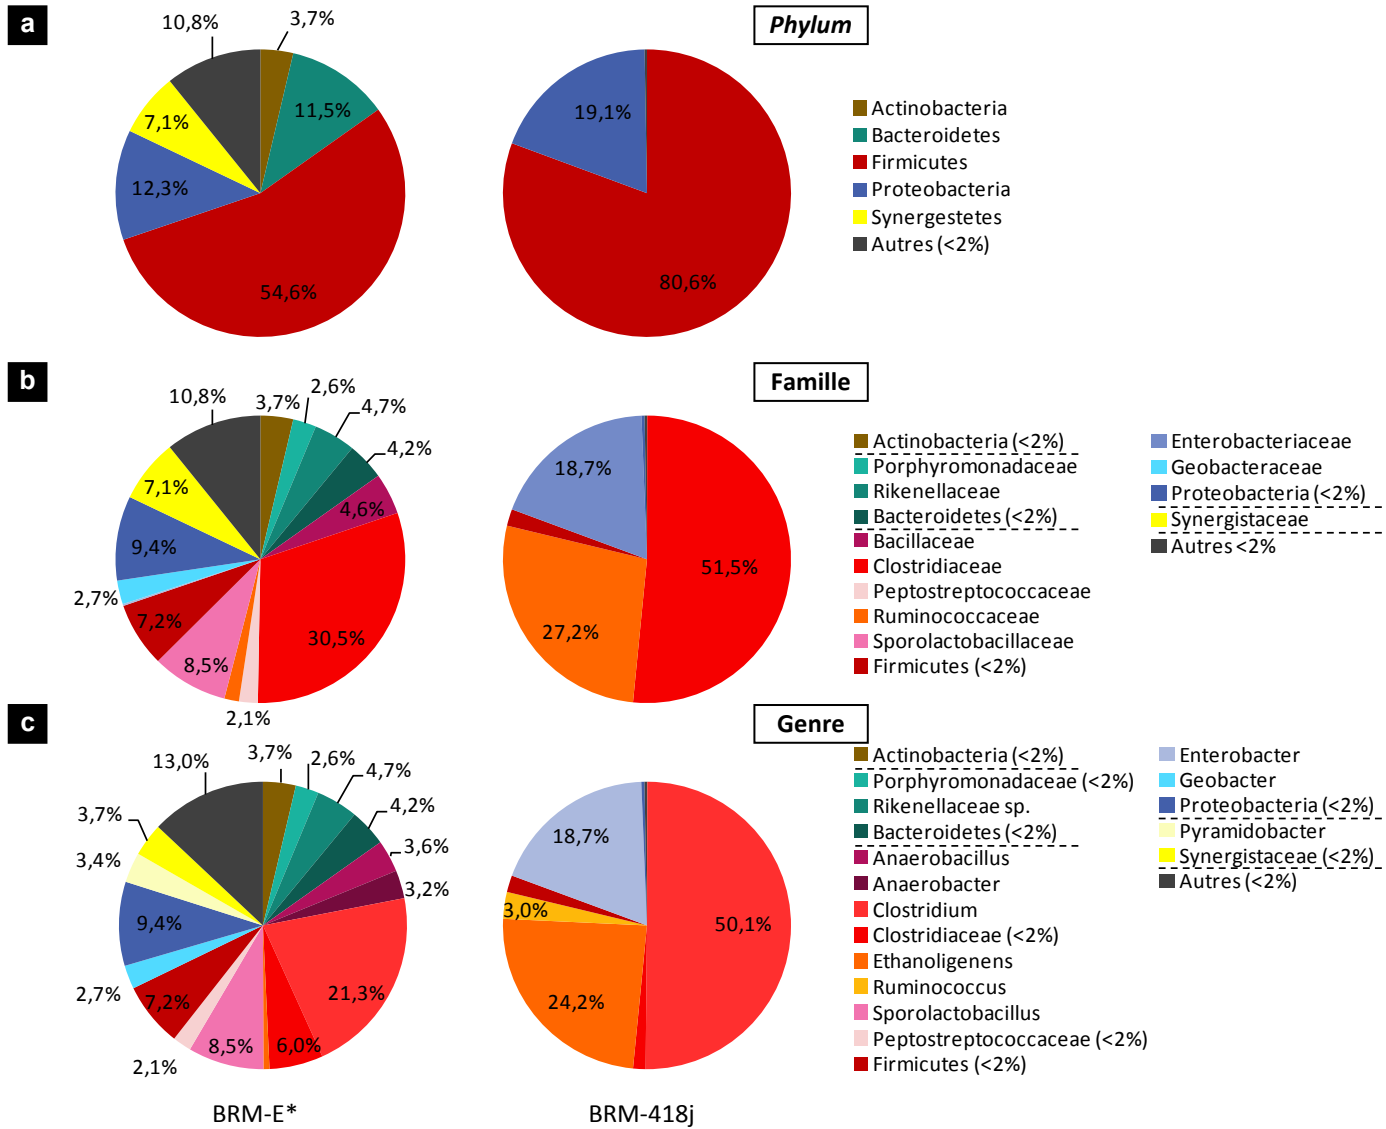 a
Phylum
10,8%
3,7%
11,5%
7,1%
12,3%
54,6%
19,1%
80,6%
Actinobacteria
Bacteroidetes
Firmicutes
Proteobacteria
Synergestetes
Autres (<2%)
b
Famille
10,8%
3,7%
2,6%
4,7%
4,2%
4,6%
7,1%
9,4%
2,7%
7,2%
8,5%
30,5%
2,1%
18,7%
51,5%
27,2%
Actinobacteria (<2%)
Porphyromonadaceae
Rikenellaceae
Bacteroidetes (<2%)
Bacillaceae
Clostridiaceae
Peptostreptococcaceae
Ruminococcaceae
Sporolactobacillaceae
Firmicutes (<2%)
Enterobacteriaceae
Geobacteraceae
Proteobacteria (<2%)
Synergistaceae
Autres <2%
c
Genre
13,0%
3,7%
2,6%
4,7%
4,2%
3,6%
3,2%
3,7%
3,4%
9,4%
2,7%
7,2%
2,1%
8,5%
6,0%
21,3%
18,7%
3,0%
50,1%
24,2%
Actinobacteria (<2%)
Porphyromonadaceae (<2%)
Rikenellaceae sp.
Bacteroidetes (<2%)
Anaerobacillus
Anaerobacter
Clostridium
Clostridiaceae (<2%)
Ethanoligenens
Ruminococcus
Sporolactobacillus
Peptostreptococcaceae (<2%)
Firmicutes (<2%)
Enterobacter
Geobacter
Proteobacteria (<2%)
Pyramidobacter
Synergistaceae (<2%)
Autres (<2%)
BRM-E*
BRM-418j